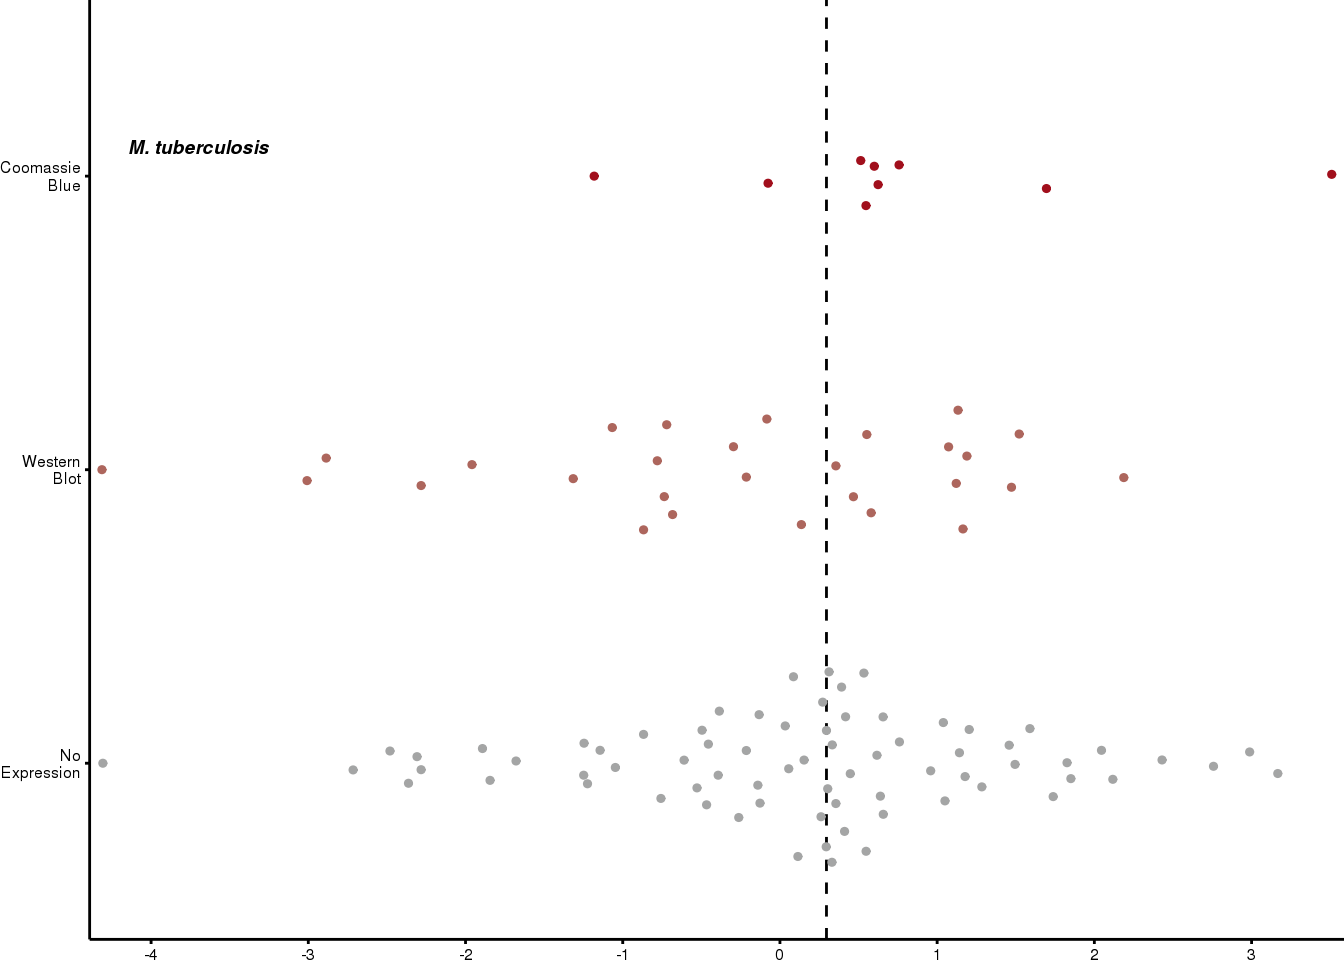 M. tuberculosis
Coomassie
Blue
Western
Blot
No
Expression
-4 -3 -2 -1 0 1 2 3